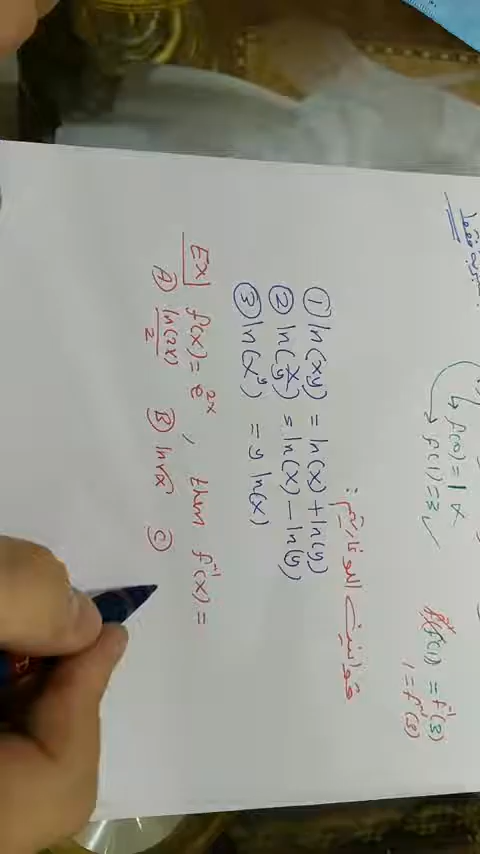 f(0) = 1 x
f(1) = 3 ✓
f⁻¹(f(1)) = f⁻¹(3)
1 = f⁻¹(3)
قوانين اللوغاريتم :
① ln(xy) = ln(x) + ln(y)
② ln(x/y) = ln(x) − ln(y)
③ ln(x^y) = y ln(x)
Ex| f(x) = e^2x , then f⁻¹(x) =
A) ln(2x)/2 B) ln√x C)